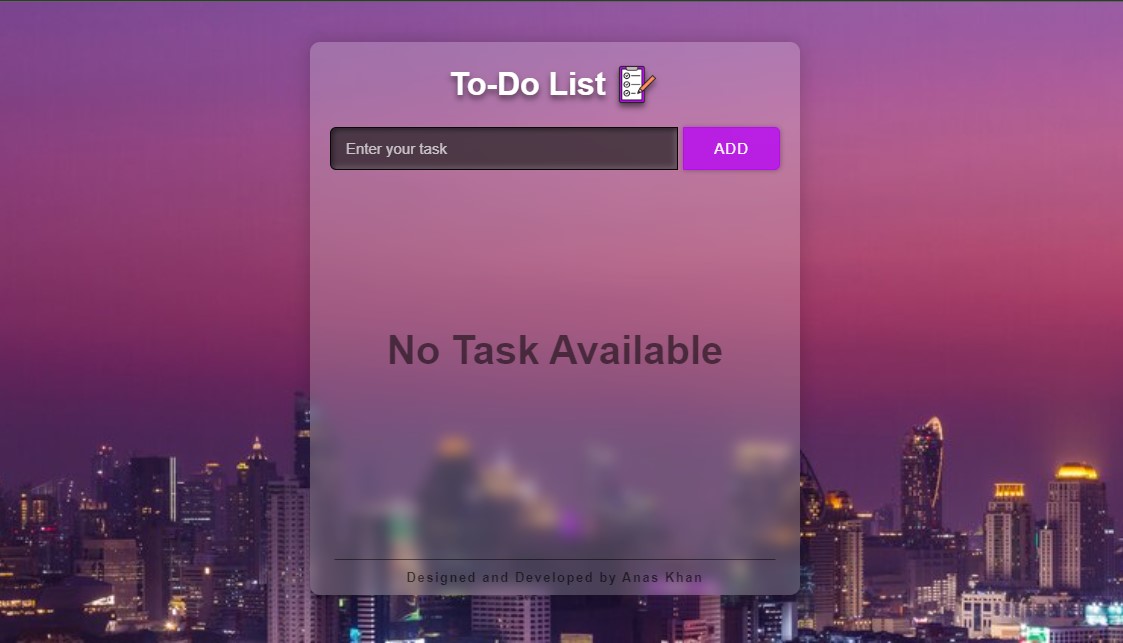 To-Do List
Enter your task
ADD
No Task Available
Designed and Developed by Anas Khan